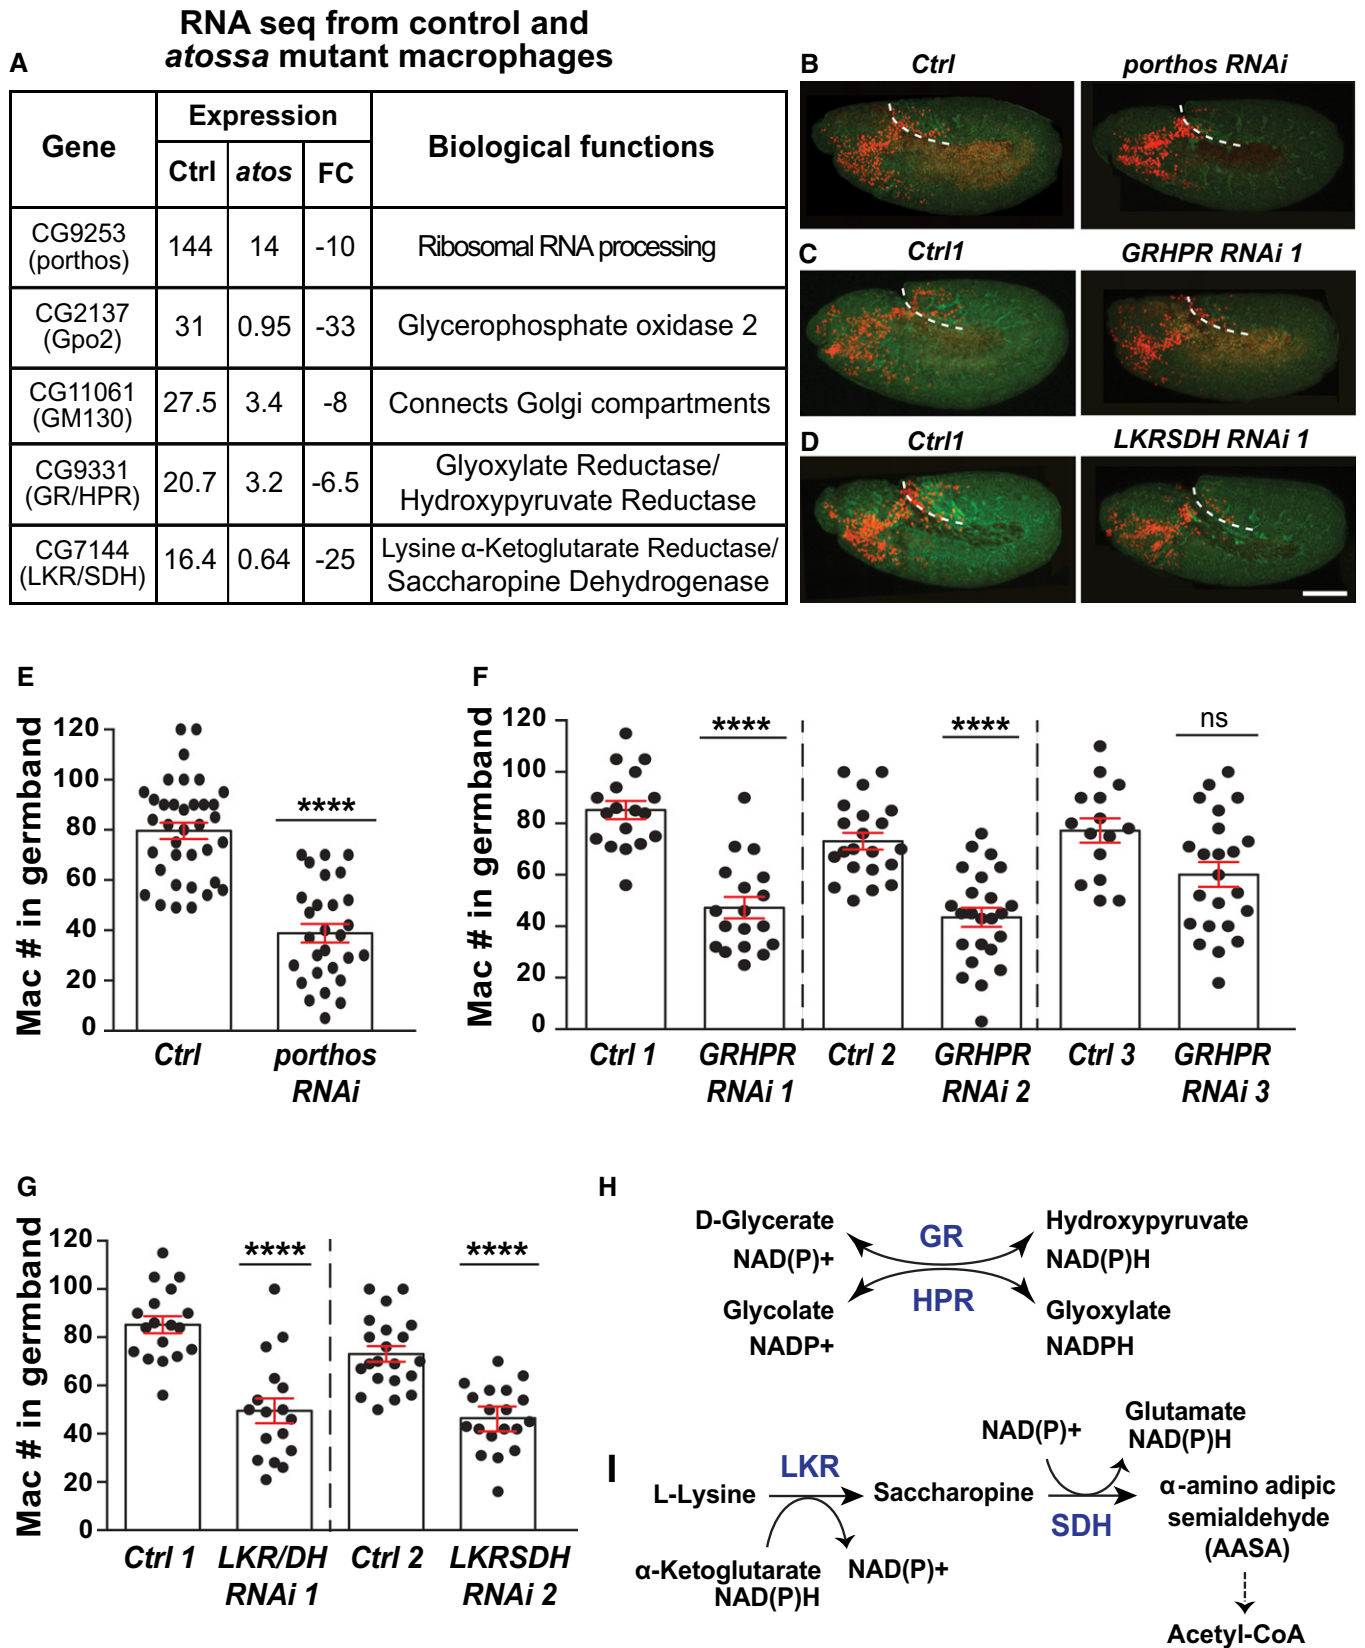 RNA seq from control and
atossa mutant macrophages
A
Gene
Expression
Biological functions
Ctrl
atos
FC
CG9253
(porthos)
144
14
-10
Ribosomal RNA processing
CG2137
(Gpo2)
31
0.95
-33
Glycerophosphate oxidase 2
CG11061
(GM130)
27.5
3.4
-8
Connects Golgi compartments
CG9331
(GR/HPR)
20.7
3.2
-6.5
Glyoxylate Reductase/
Hydroxypyruvate Reductase
CG7144
(LKR/SDH)
16.4
0.64
-25
Lysine α-Ketoglutarate Reductase/
Saccharopine Dehydrogenase
B
Ctrl
porthos RNAi
C
Ctrl1
GRHPR RNAi 1
D
Ctrl1
LKRSDH RNAi 1
E
Mac # in germband
120
100
80
60
40
20
0
****
Ctrl
porthos
RNAi
F
Mac # in germband
120
100
80
60
40
20
0
****
****
ns
Ctrl 1
GRHPR
RNAi 1
Ctrl 2
GRHPR
RNAi 2
Ctrl 3
GRHPR
RNAi 3
G
Mac # in germband
120
100
80
60
40
20
0
****
****
Ctrl 1
LKR/DH
RNAi 1
Ctrl 2
LKRSDH
RNAi 2
H
D-Glycerate
NAD(P)+
GR
Hydroxypyruvate
NAD(P)H
Glycolate
NADP+
HPR
Glyoxylate
NADPH
I
L-Lysine
LKR
Saccharopine
α-Ketoglutarate
NAD(P)H
NAD(P)+
NAD(P)+
Glutamate
NAD(P)H
SDH
α-amino adipic
semialdehyde
(AASA)
Acetyl-CoA